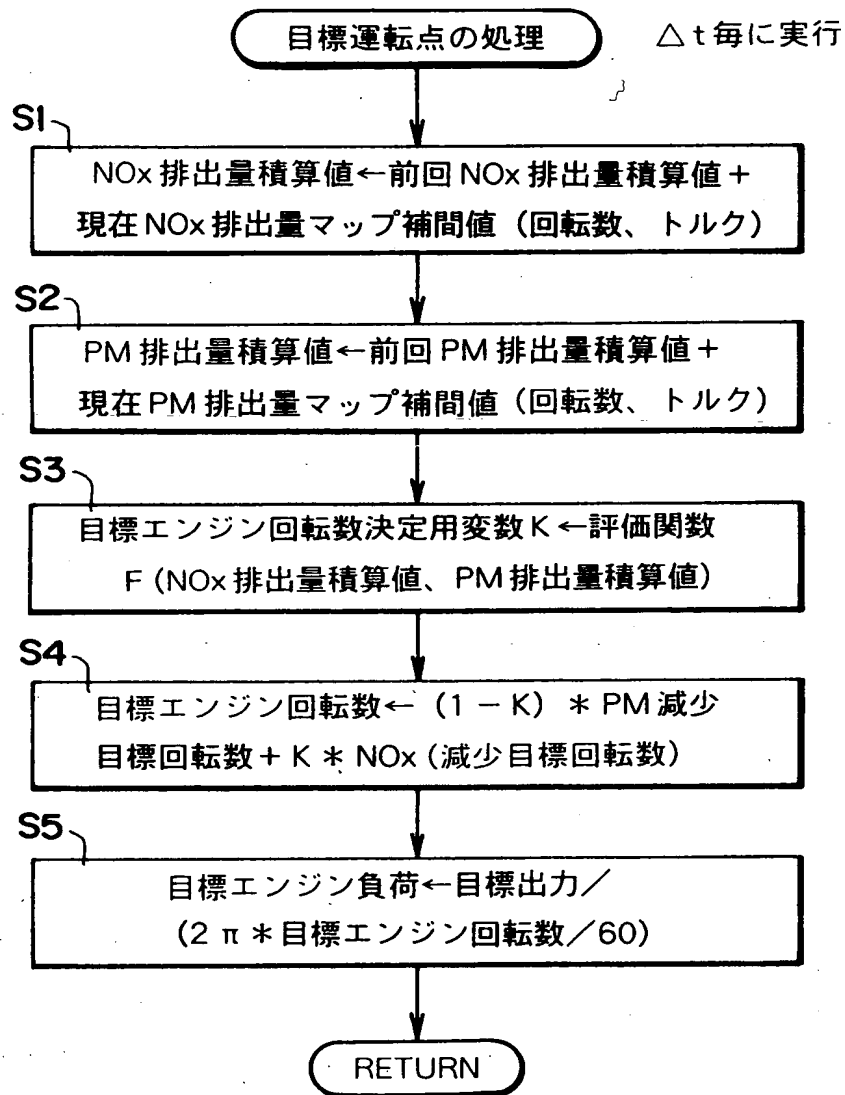 目標運転点の処理
△t毎に実行
S1
NOx排出量積算値←前回NOx排出量積算値+
現在NOx排出量マップ補間値(回転数、トルク)
S2
PM排出量積算値←前回PM排出量積算値+
現在PM排出量マップ補間値(回転数、トルク)
S3
目標エンジン回転数決定用変数K←評価関数
F(NOx排出量積算値、PM排出量積算値)
S4
目標エンジン回転数←(1-K)*PM減少
目標回転数+K*NOx(減少目標回転数)
S5
目標エンジン負荷←目標出力/
(2π*目標エンジン回転数/60)
RETURN